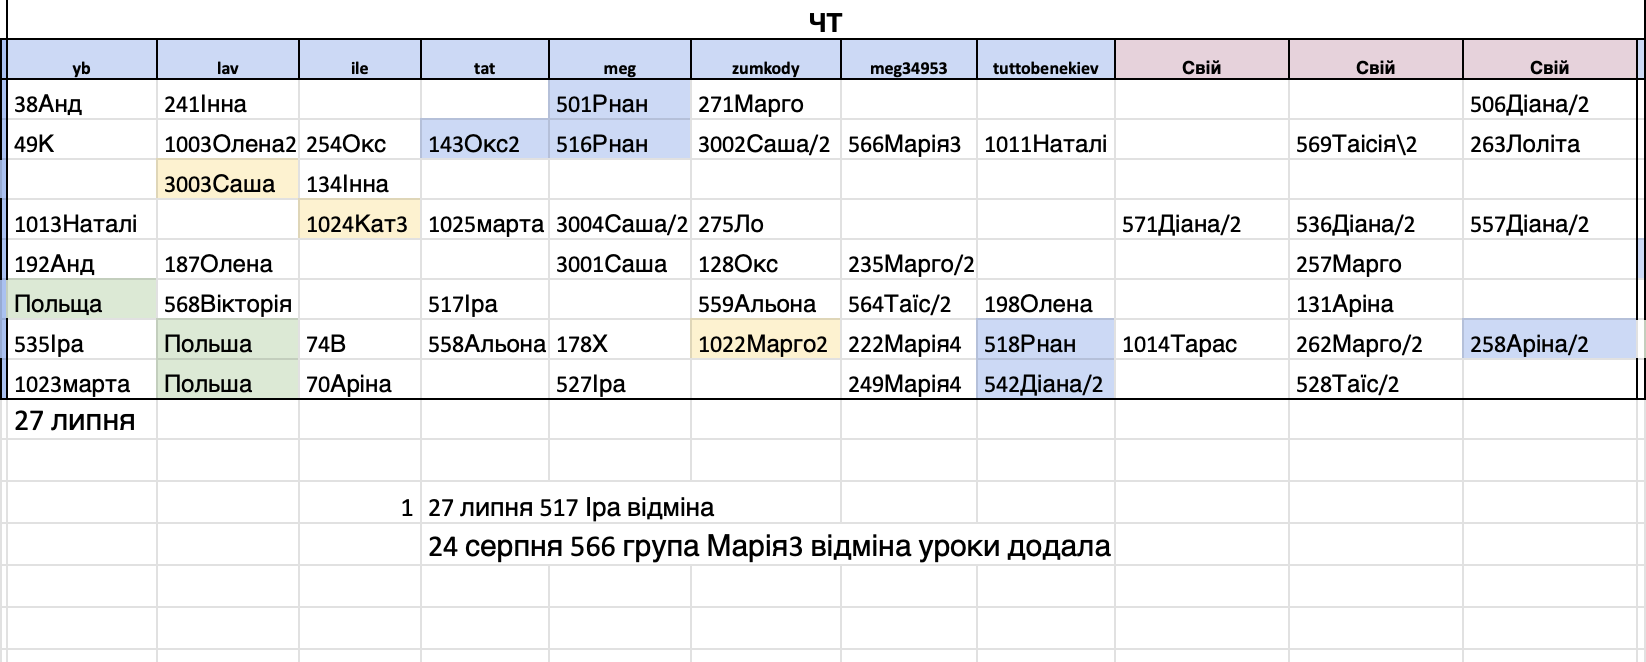 ЧТ
yb lav ile tat meg zumkody meg34953 tuttobenekiev Свій Свій Свій
38Анд 241Інна 501Рнан 271Марго 506Діана/2
49К 1003Олена2 254Окс 143Окс2 516Рнан 3002Саша/2 566Марія3 1011Наталі 569Таісія\2 263Лоліта
3003Саша 134Інна
1013Наталі 1024Кат3 1025марта 3004Саша/2 275Ло 571Діана/2 536Діана/2 557Діана/2
192Анд 187Олена 3001Саша 128Окс 235Марго/2 257Марго
Польща 568Вікторія 517Іра 559Альона 564Таїс/2 198Олена 131Аріна
535Іра Польша 74В 558Альона 178Х 1022Марго2 222Марія4 518Рнан 1014Тарас 262Марго/2 258Аріна/2
1023марта Польша 70Аріна 527Іра 249Марія4 542Діана/2 528Таїс/2
27 липня
1 27 липня 517 Іра відміна
24 серпня 566 група Марія3 відміна уроки додала